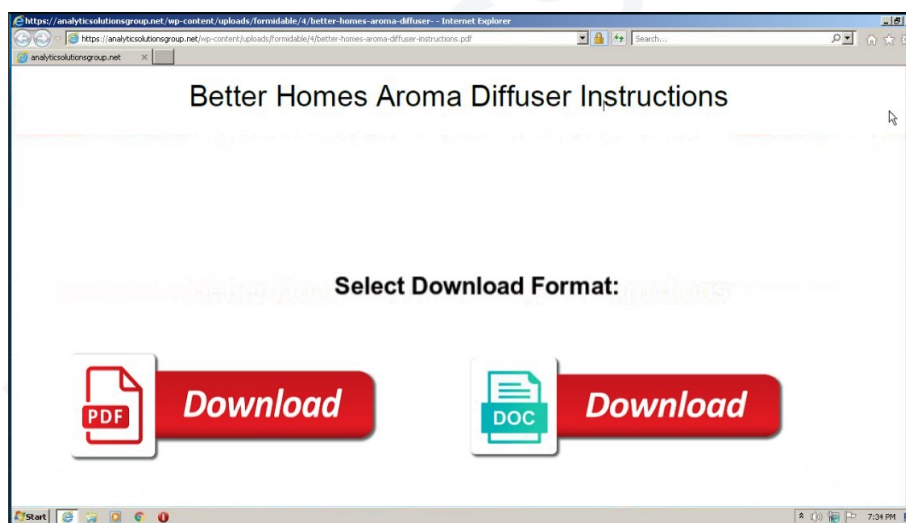 https://analyticsolutionsgroup.net/wp-content/uploads/formidable/4/better-homes-aroma-diffuser-- - Internet Explorer
https://analyticsolutionsgroup.net/wp-content/uploads/formidable/4/better-homes-aroma-diffuser-instructions.pdf Search...
analyticsolutionsgroup.net
Better Homes Aroma Diffuser Instructions
Select Download Format:
PDF Download
DOC Download
Start 7:34 PM